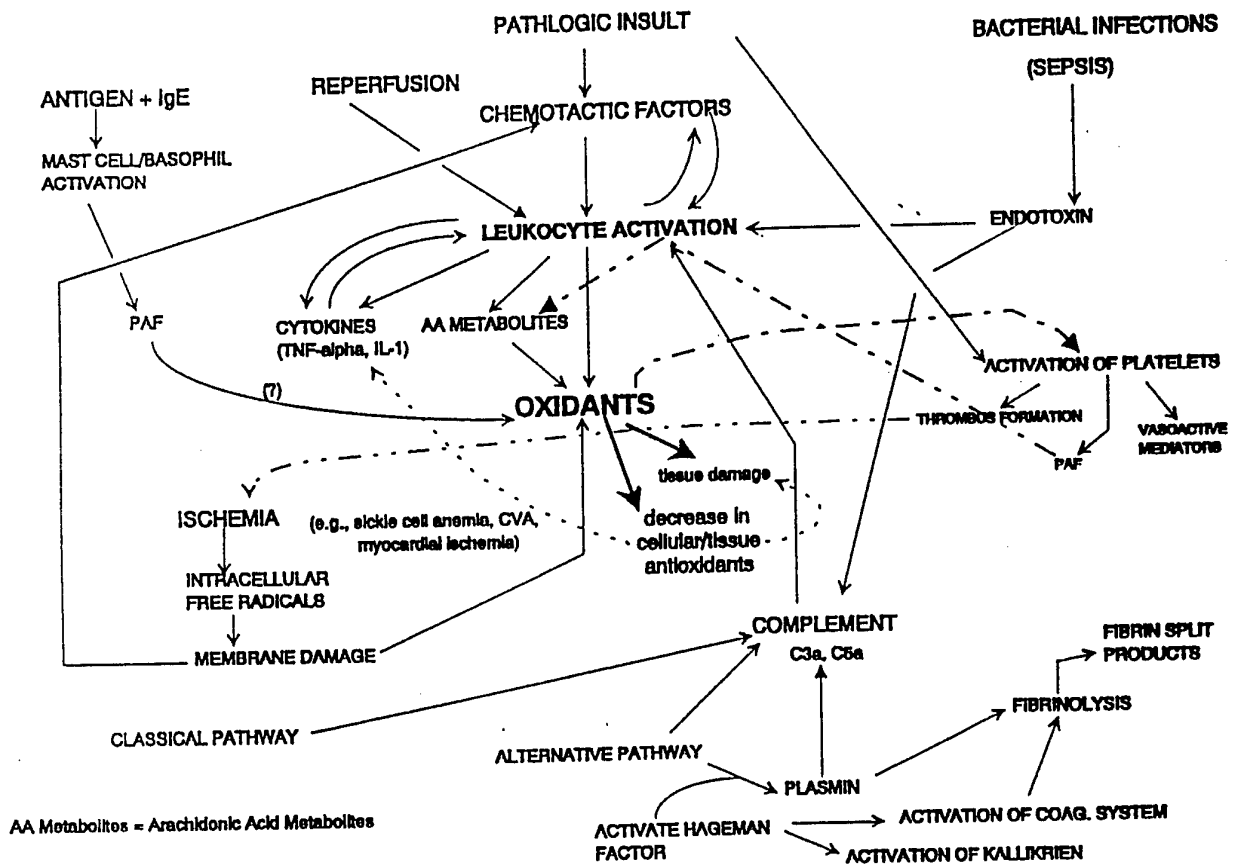 PATHLOGIC INSULT
BACTERIAL INFECTIONS
(SEPSIS)
REPERFUSION
ANTIGEN + IgE
CHEMOTACTIC FACTORS
MAST CELL/BASOPHIL
ACTIVATION
LEUKOCYTE ACTIVATION
ENDOTOXIN
PAF
CYTOKINES
(TNF-alpha, IL-1)
AA METABOLITES
ACTIVATION OF PLATELETS
(?)
OXIDANTS
THROMBUS FORMATION
VASOACTIVE
MEDIATORS
PAF
tissue damage
ISCHEMIA
(e.g., sickle cell anemia, CVA,
myocardial ischemia)
decrease in
cellular/tissue
antioxidants
INTRACELLULAR
FREE RADICALS
MEMBRANE DAMAGE
COMPLEMENT
C3a, C5a
FIBRIN SPLIT
PRODUCTS
FIBRINOLYSIS
CLASSICAL PATHWAY
ALTERNATIVE PATHWAY
PLASMIN
AA Metabolites = Arachidonic Acid Metabolites
ACTIVATE HAGEMAN
FACTOR
ACTIVATION OF COAG. SYSTEM
ACTIVATION OF KALLIKRIEN